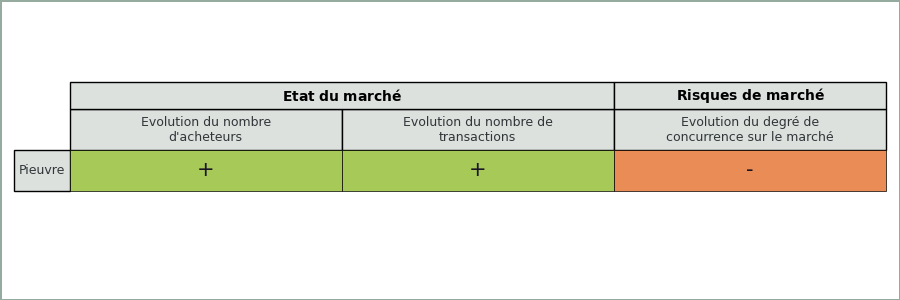 Etat du marché
Risques de marché
Evolution du nombre
d'acheteurs
Evolution du nombre de
transactions
Evolution du degré de
concurrence sur le marché
Pieuvre
+
+
-